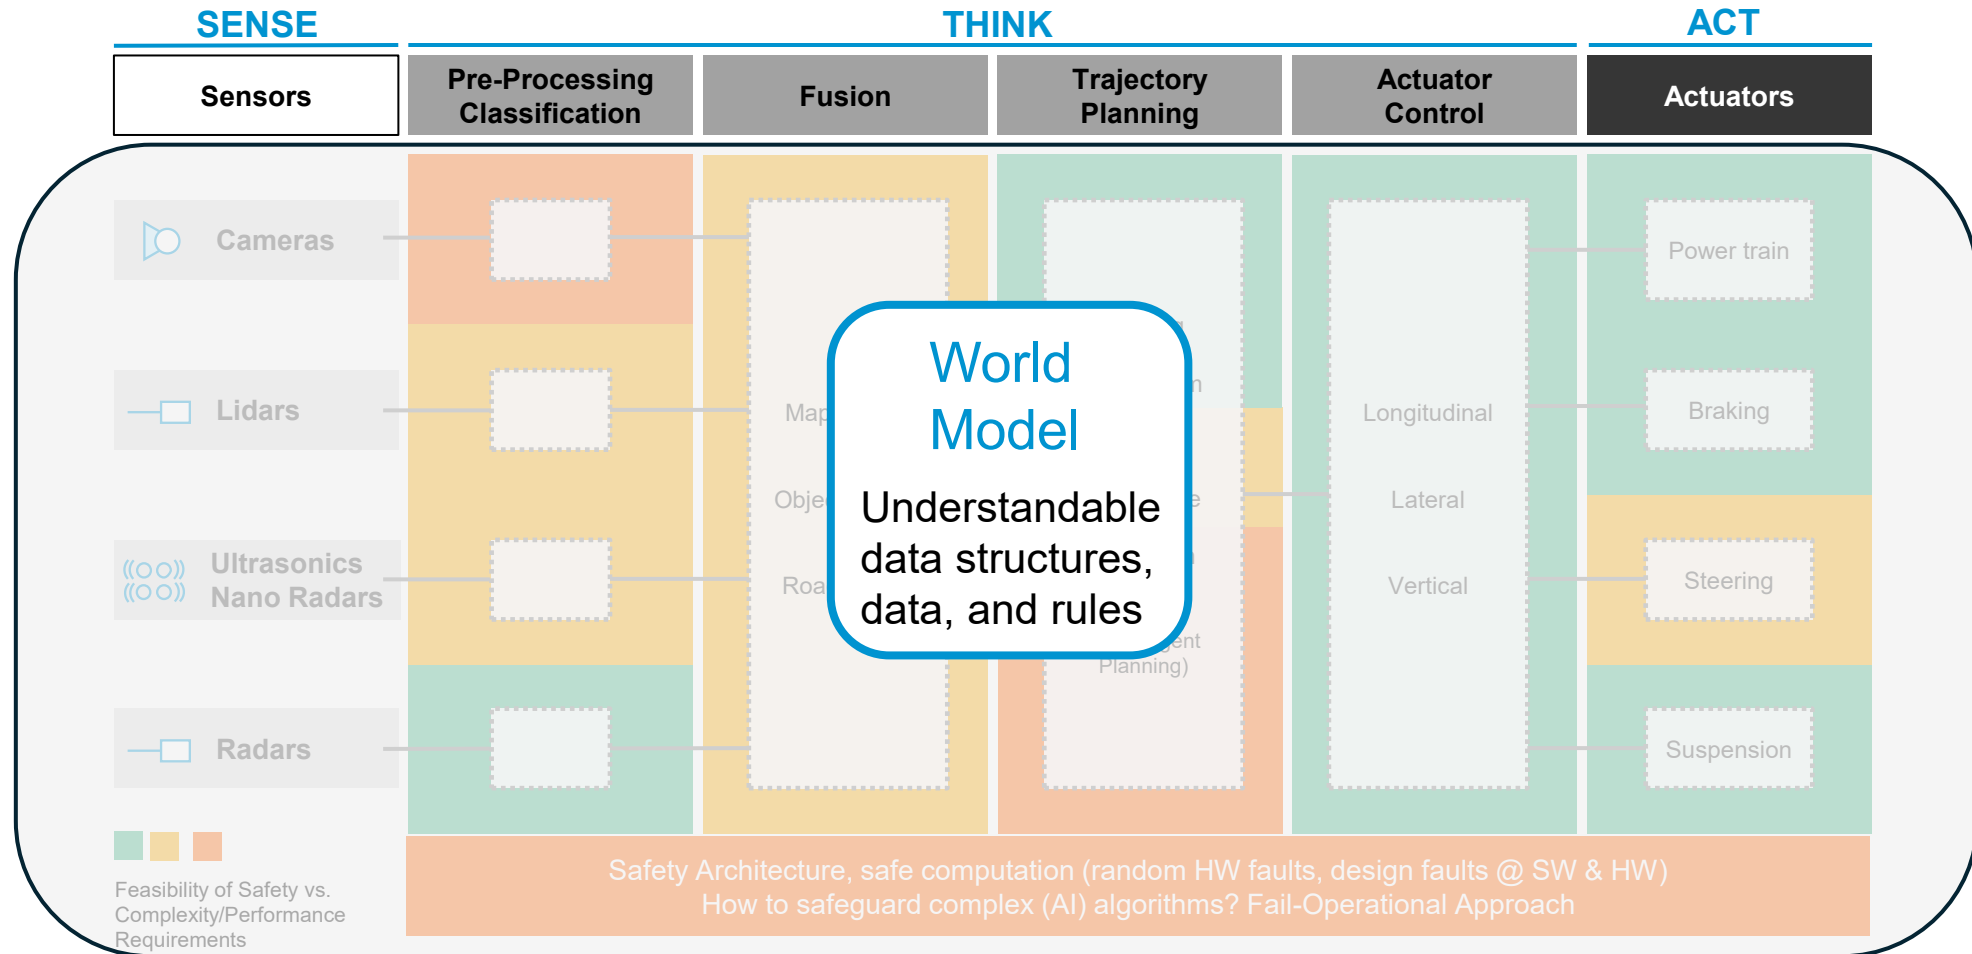 SENSE
THINK
ACT
Sensors
Pre-Processing
Classification
Fusion
Trajectory
Planning
Actuator
Control
Actuators
Cameras
Lidars
Ultrasonics
Nano Radars
Radars
World
Model
Understandable
data structures,
data, and rules
Planning)
Longitudinal
Lateral
Vertical
Power train
Braking
Steering
Suspension
Feasibility of Safety vs.
Complexity/Performance
Requirements
Safety Architecture, safe computation (random HW faults, design faults @ SW & HW)
How to safeguard complex (AI) algorithms? Fail-Operational Approach